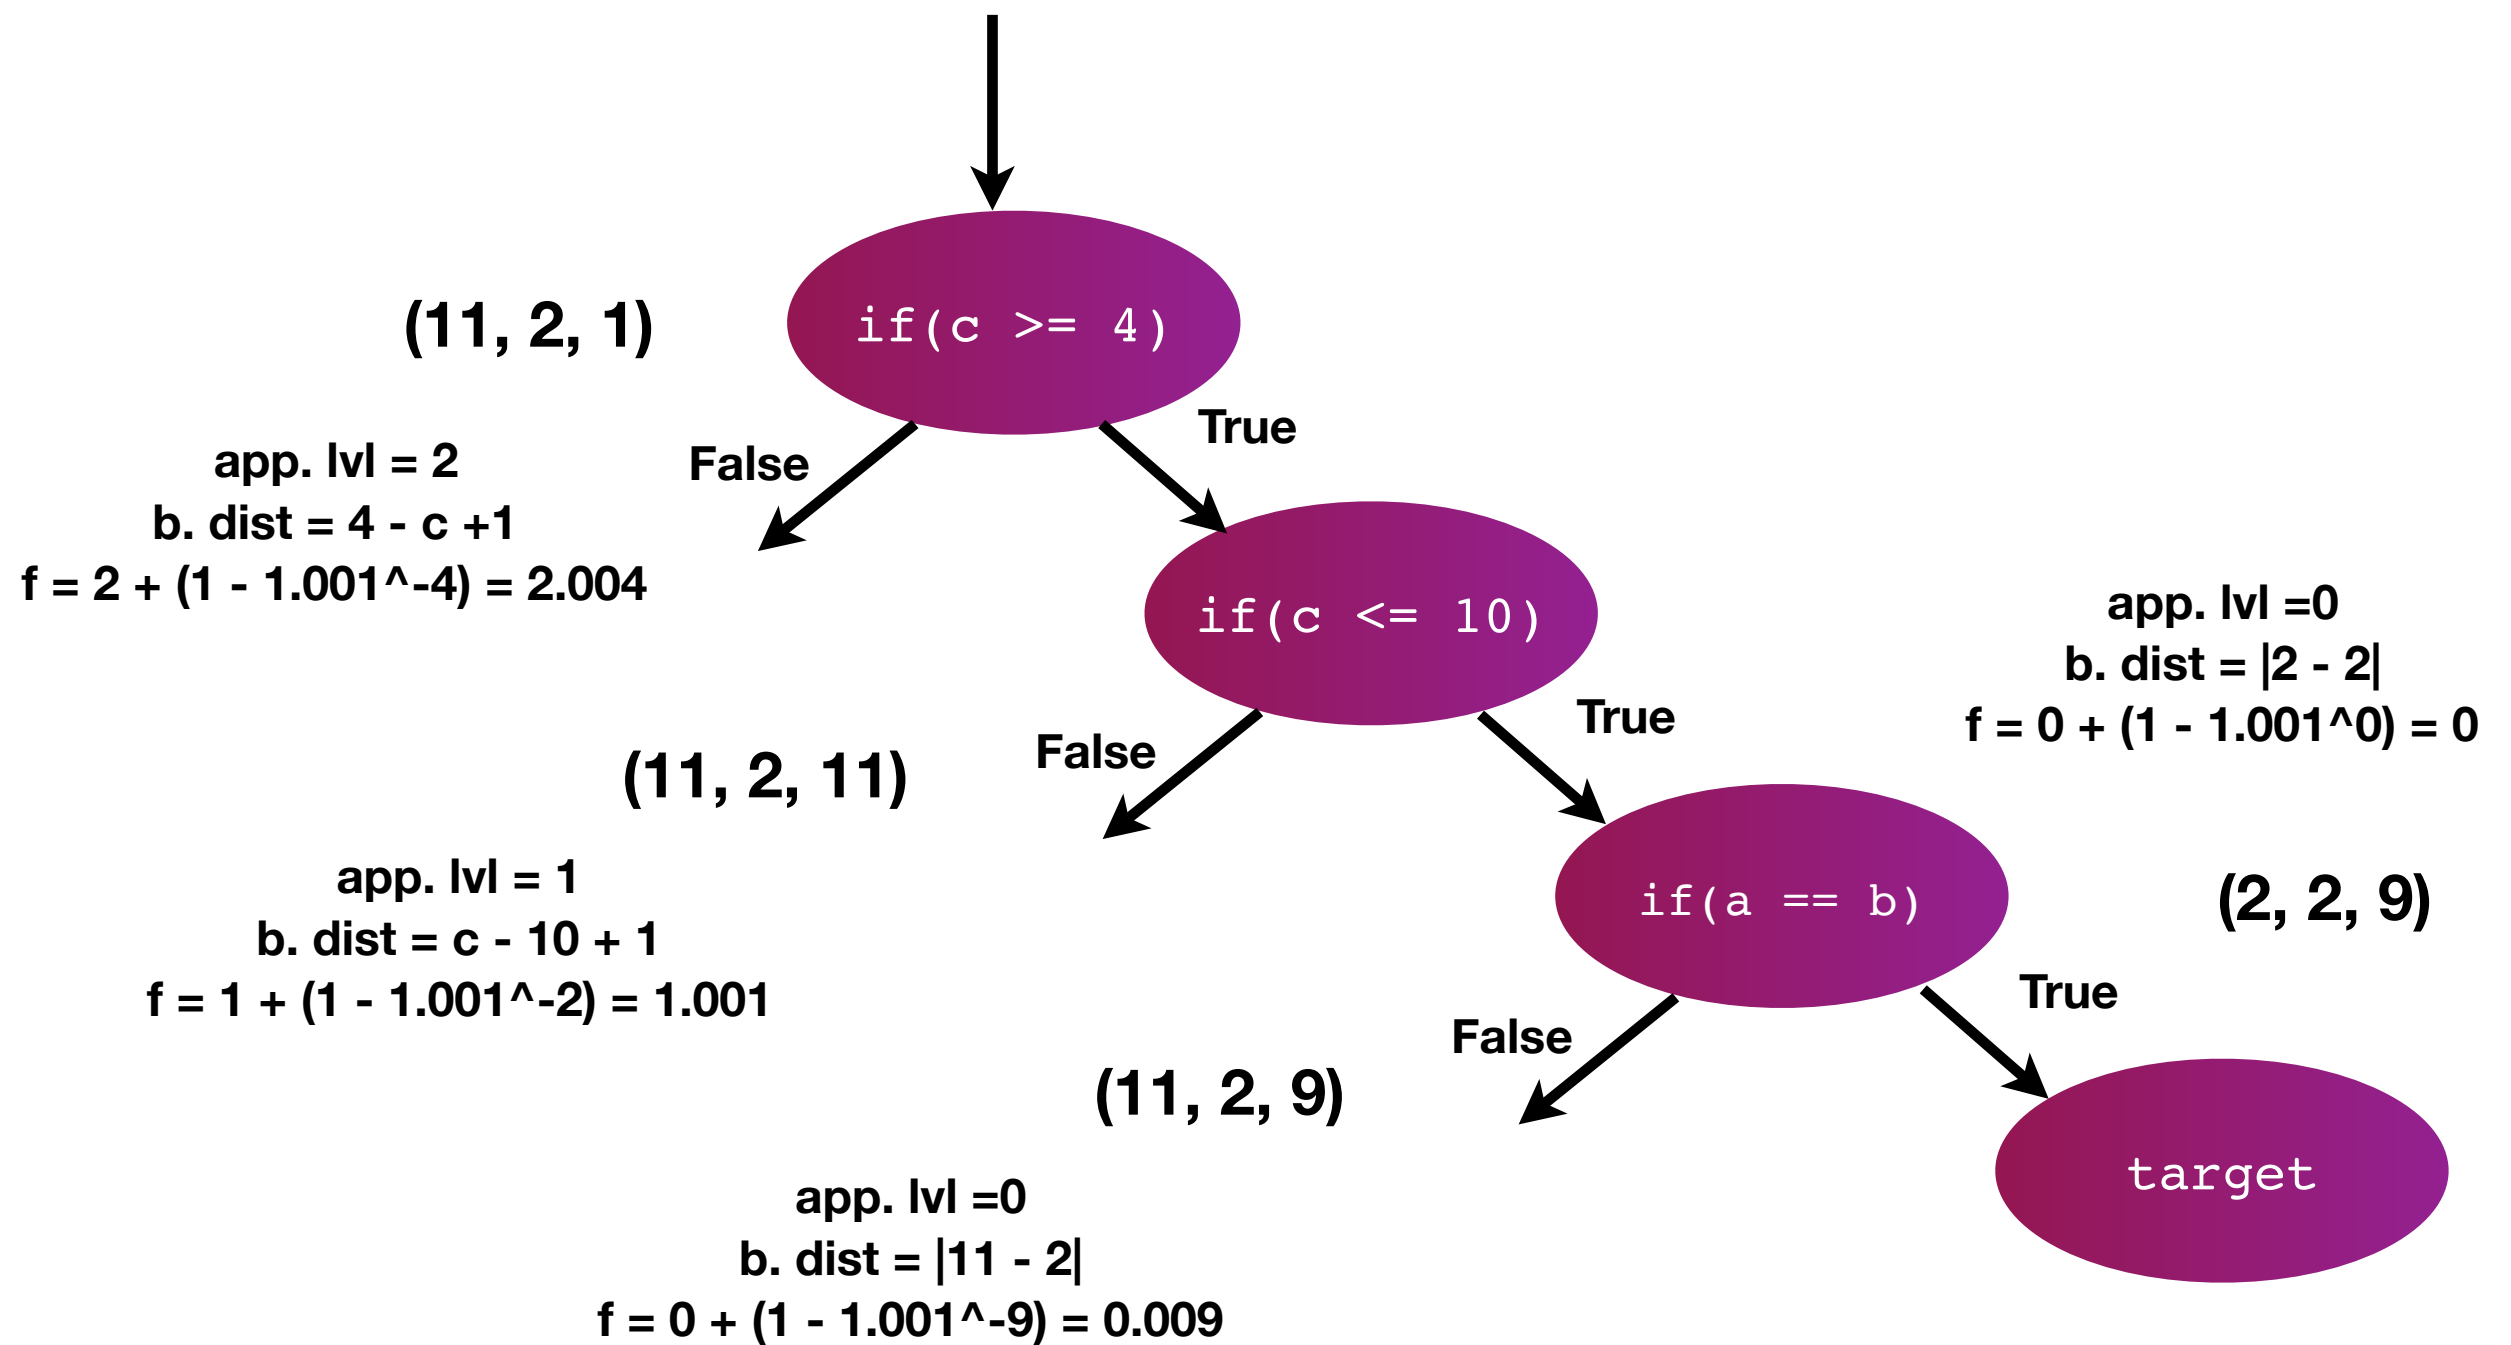 if(c >= 4)
(11, 2, 1)
True
False
app. lvl = 2
b. dist = 4 - c +1
f = 2 + (1 - 1.001^-4) = 2.004
if(c <= 10)
True
False
(11, 2, 11)
app. lvl = 1
b. dist = c - 10 + 1
f = 1 + (1 - 1.001^-2) = 1.001
app. lvl =0
b. dist = |2 - 2|
f = 0 + (1 - 1.001^0) = 0
if(a == b)
(2, 2, 9)
True
False
(11, 2, 9)
app. lvl =0
b. dist = |11 - 2|
f = 0 + (1 - 1.001^-9) = 0.009
target